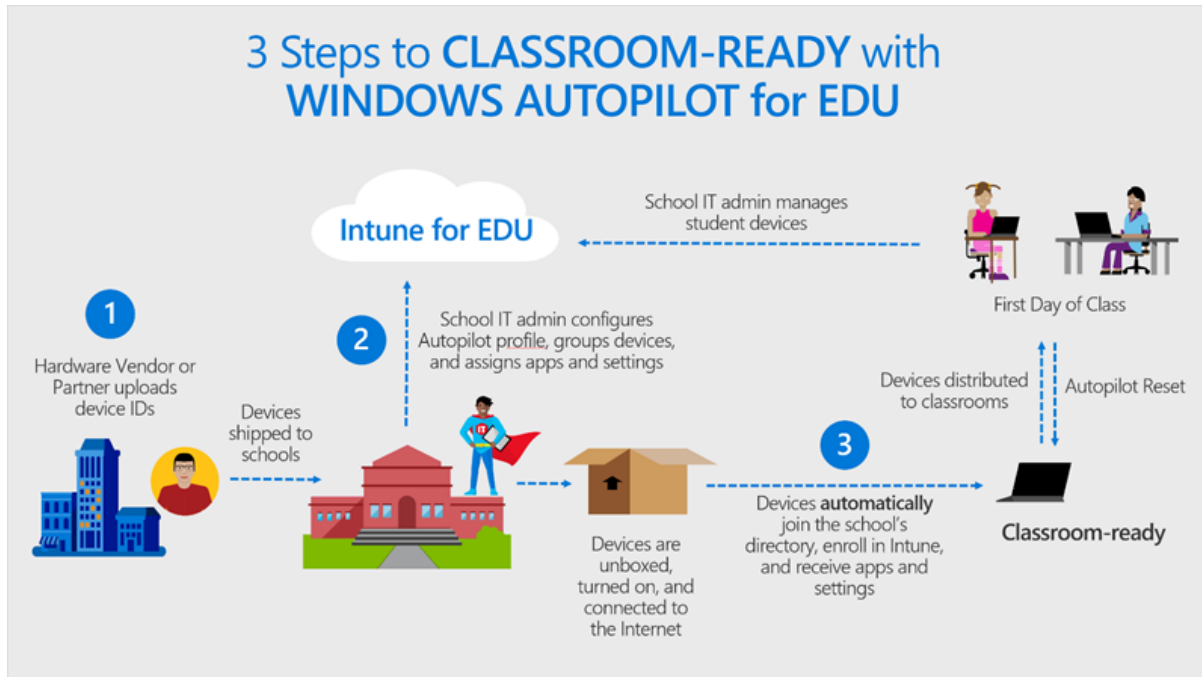 3 Steps to CLASSROOM-READY with
WINDOWS AUTOPILOT for EDU
Intune for EDU
School IT admin manages
student devices
First Day of Class
1
Hardware Vendor or
Partner uploads
device IDs
2
School IT admin configures
Autopilot profile, groups devices,
and assigns apps and settings
Devices
shipped to
schools
IT
Devices are
unboxed,
turned on, and
connected to
the Internet
3
Devices automatically
join the school's
directory, enroll in Intune,
and receive apps and
settings
Devices distributed
to classrooms
Autopilot Reset
Classroom-ready